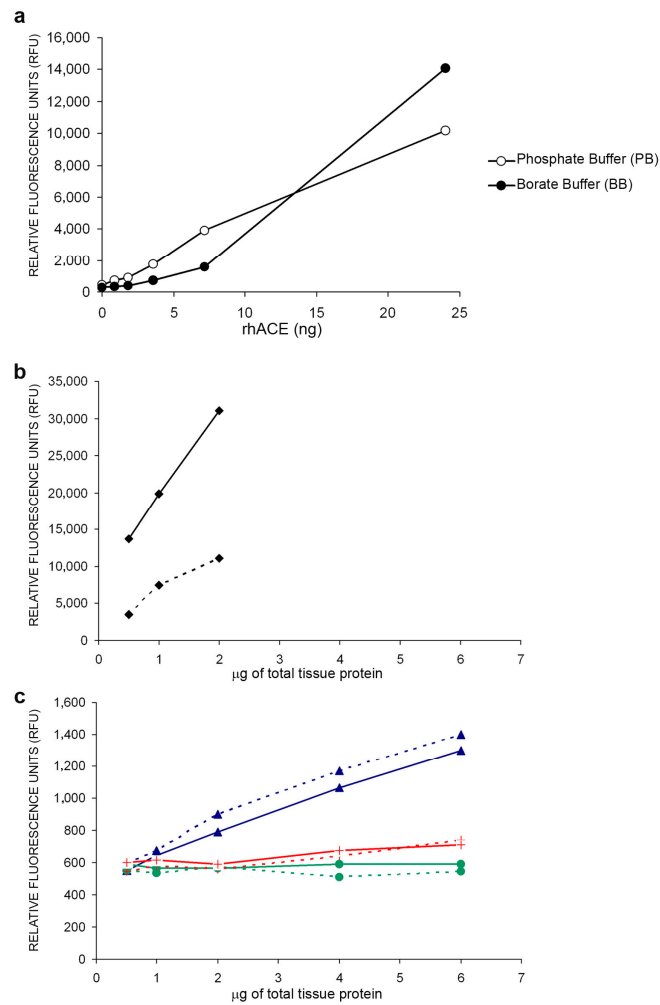 a
RELATIVE FLUORESCENCE UNITS (RFU)
16,000
14,000
12,000
10,000
8,000
6,000
4,000
2,000
0
0 5 10 15 20 25
rhACE (ng)
Phosphate Buffer (PB)
Borate Buffer (BB)
b
RELATIVE FLUORESCENCE UNITS (RFU)
35,000
30,000
25,000
20,000
15,000
10,000
5,000
0
0 1 2 3 4 5 6 7
μg of total tissue protein
c
RELATIVE FLUORESCENCE UNITS (RFU)
1,600
1,400
1,200
1,000
800
600
400
200
0
0 1 2 3 4 5 6 7
μg of total tissue protein